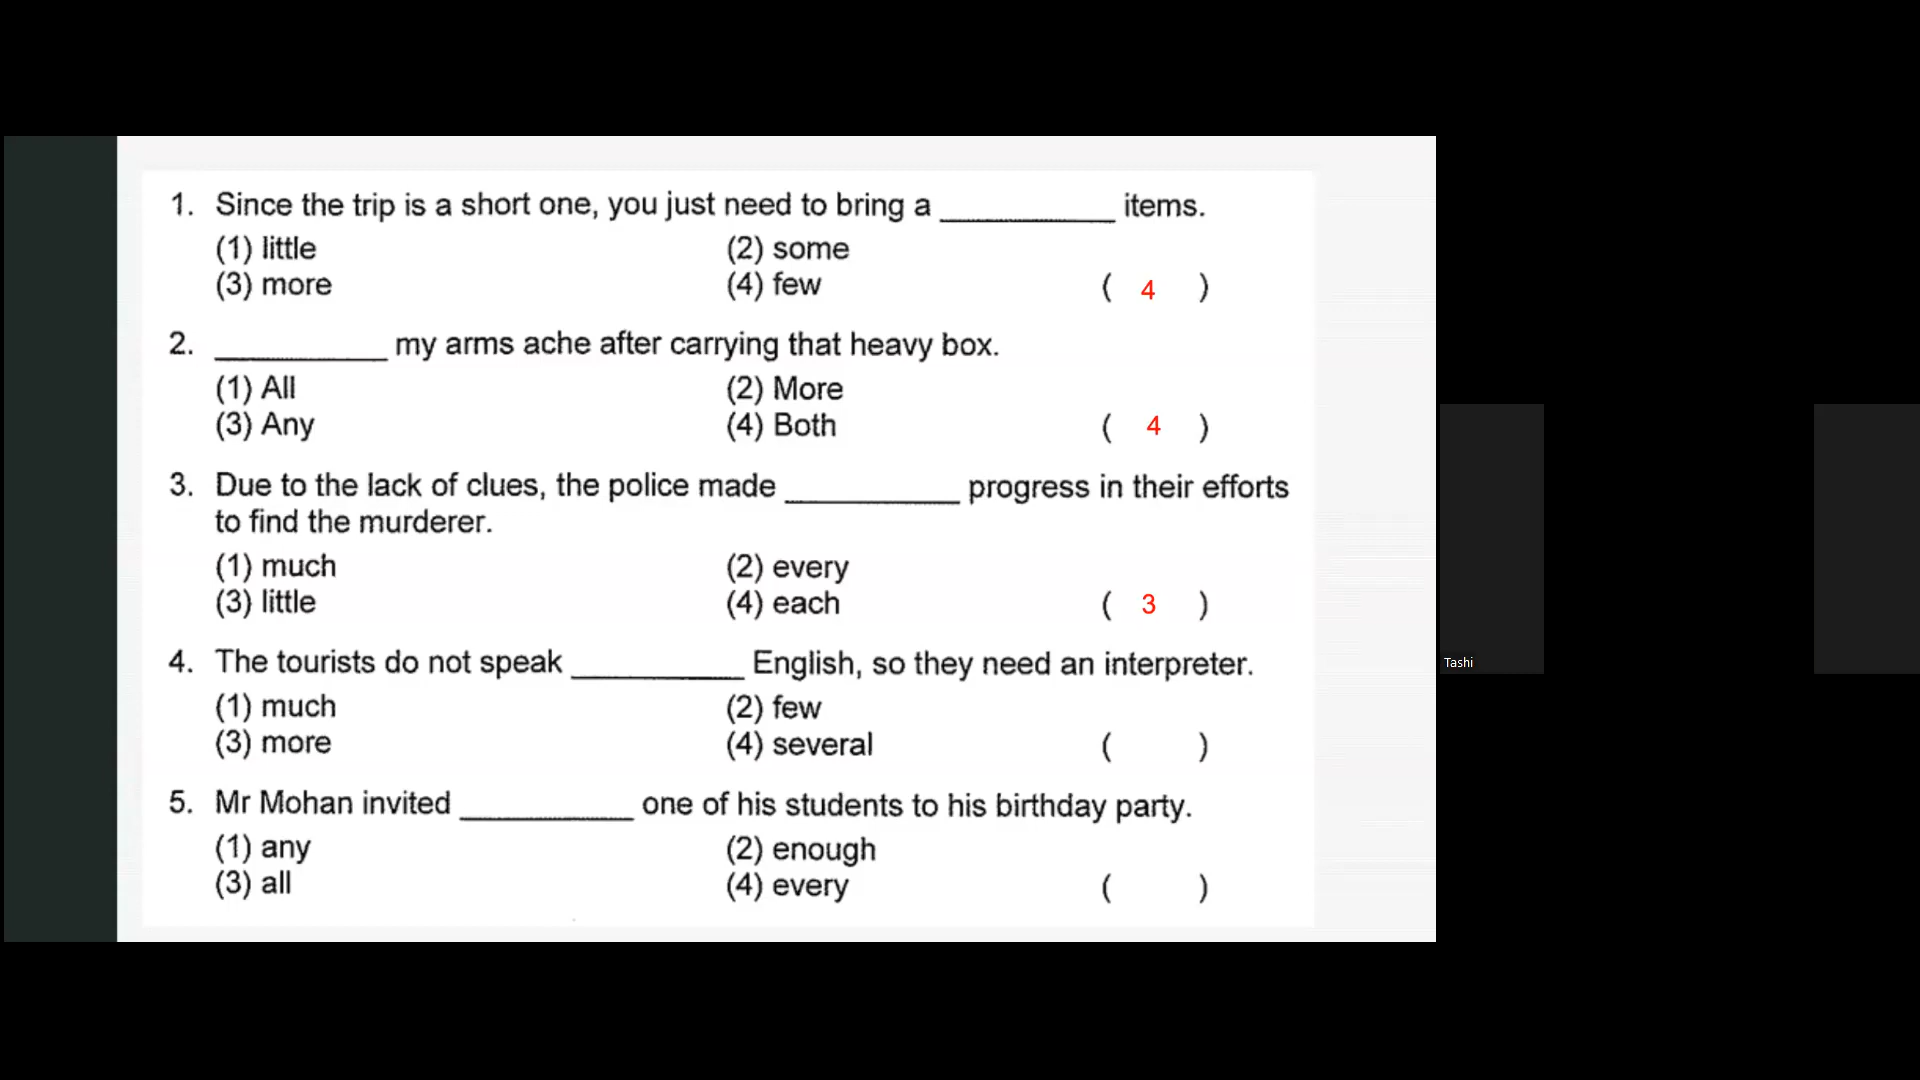 1. Since the trip is a short one, you just need to bring a __________ items.
(1) little (2) some
(3) more (4) few ( 4 )
2. __________ my arms ache after carrying that heavy box.
(1) All (2) More
(3) Any (4) Both ( 4 )
3. Due to the lack of clues, the police made __________ progress in their efforts
to find the murderer.
(1) much (2) every
(3) little (4) each ( 3 )
4. The tourists do not speak __________ English, so they need an interpreter.
(1) much (2) few
(3) more (4) several ( )
5. Mr Mohan invited __________ one of his students to his birthday party.
(1) any (2) enough
(3) all (4) every ( )
Tashi